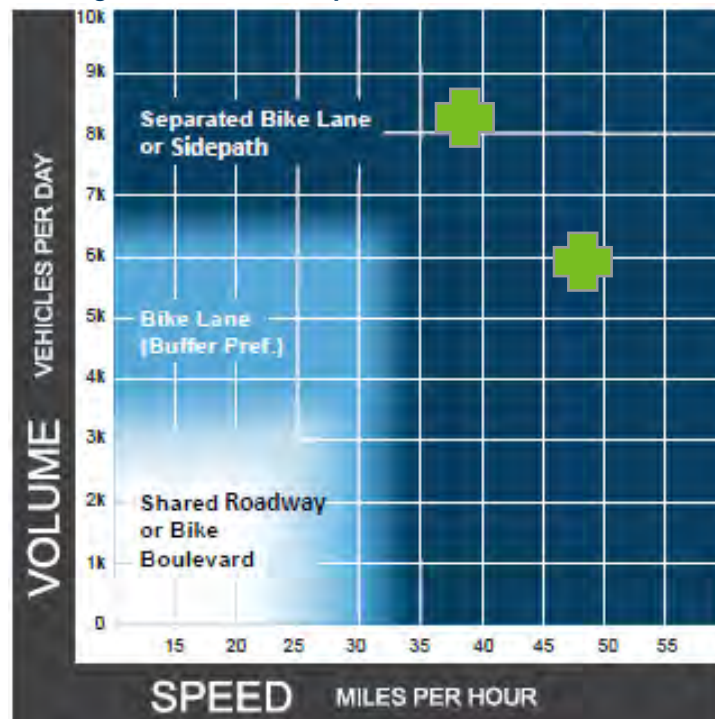 10k
9k
Separated Bike Lane
or Sidepath
8k
7k
6k
5k
Bike Lane
(Buffer Pref.)
4k
3k
2k
Shared Roadway
or Bike
Boulevard
1k
0
15 20 25 30 35 40 45 50 55
VOLUME VEHICLES PER DAY
SPEED MILES PER HOUR